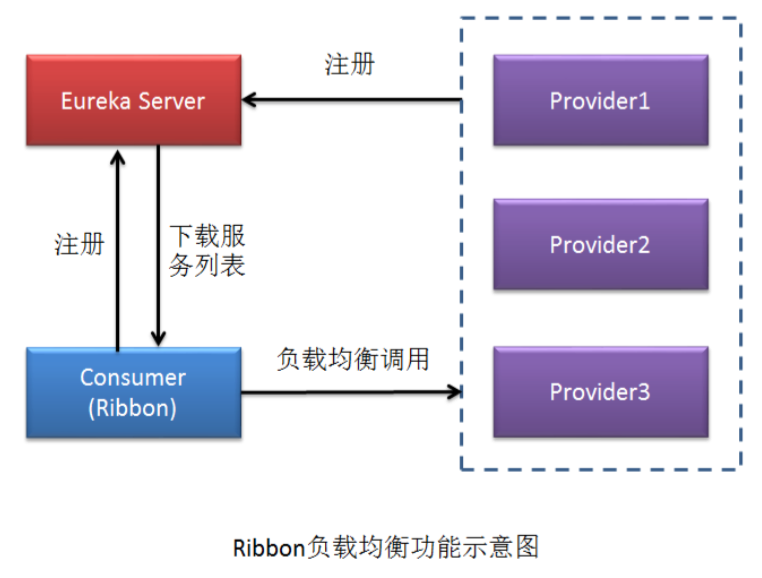 注册
Eureka Server
Provider1
注册
下载服
务列表
Provider2
负载均衡调用
Consumer
(Ribbon)
Provider3
Ribbon负载均衡功能示意图